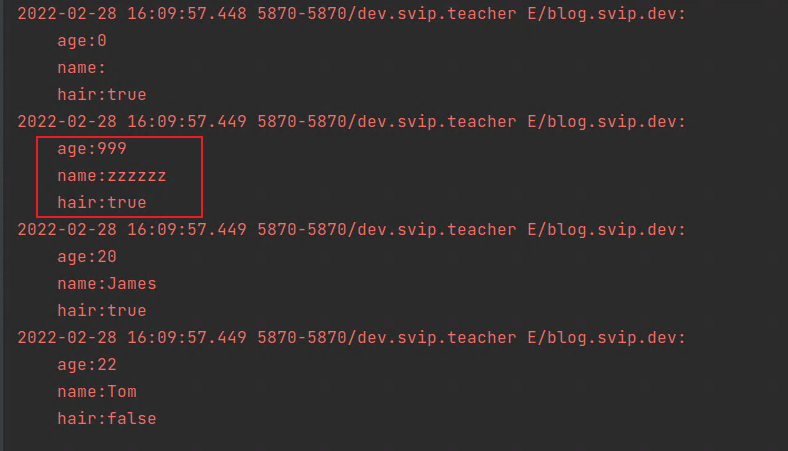 2022-02-28 16:09:57.448 5870-5870/dev.svip.teacher E/blog.svip.dev:
age:0
name:
hair:true
2022-02-28 16:09:57.449 5870-5870/dev.svip.teacher E/blog.svip.dev:
age:999
name:zzzzzz
hair:true
2022-02-28 16:09:57.449 5870-5870/dev.svip.teacher E/blog.svip.dev:
age:20
name:James
hair:true
2022-02-28 16:09:57.449 5870-5870/dev.svip.teacher E/blog.svip.dev:
age:22
name:Tom
hair:false